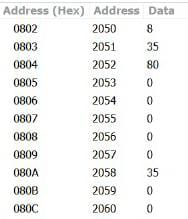 Address (Hex) Address Data
0802 2050 8
0803 2051 35
0804 2052 80
0805 2053 0
0806 2054 0
0807 2055 0
0808 2056 0
0809 2057 0
080A 2058 35
080B 2059 0
080C 2060 0